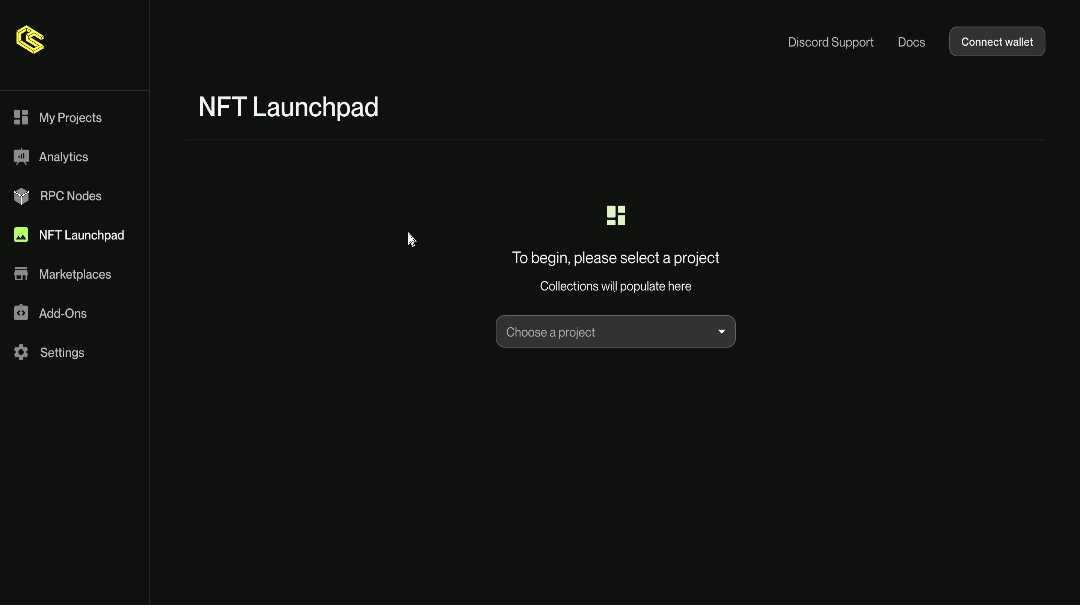 Discord Support
Docs
Connect wallet
My Projects
Analytics
RPC Nodes
NFT Launchpad
Marketplaces
Add-Ons
Settings
NFT Launchpad
To begin, please select a project
Collections will populate here
Choose a project